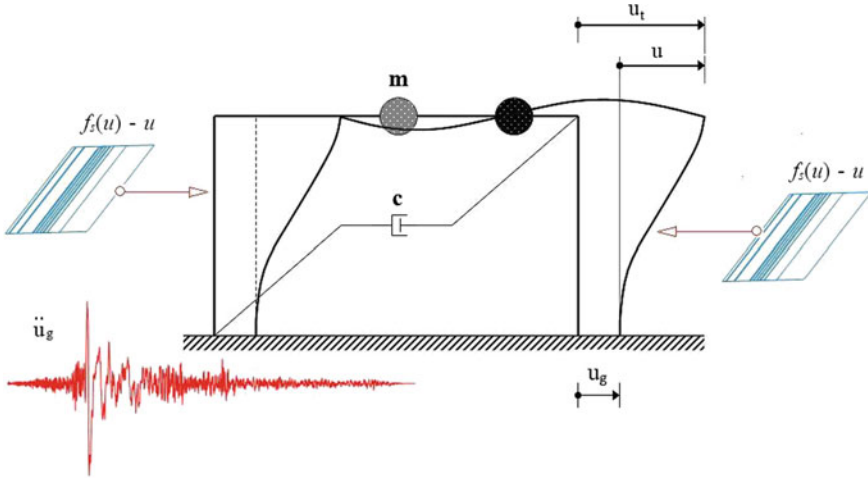 u_t
u
m
f_s(u) - u
f_s(u) - u
c
ü_g
u_g